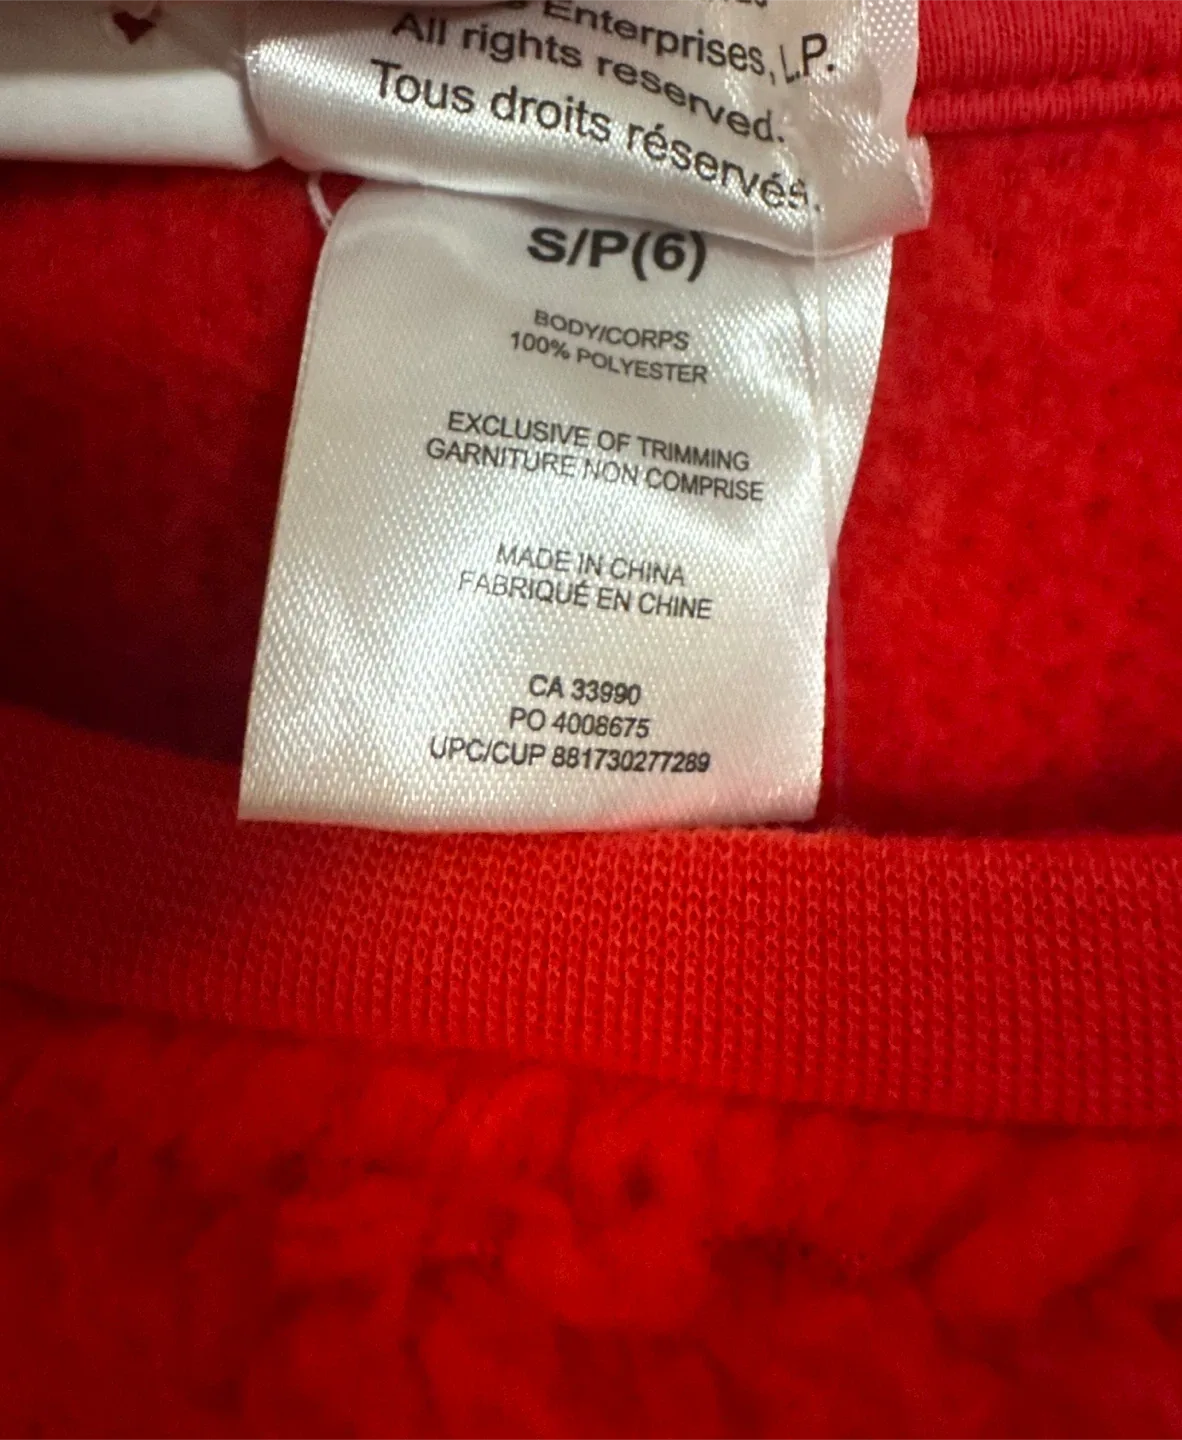 Enterprises, L.P.
All rights reserved.
Tous droits réservés.
S/P(6)
BODY/CORPS
100% POLYESTER
EXCLUSIVE OF TRIMMING
GARNITURE NON COMPRISE
MADE IN CHINA
FABRIQUÉ EN CHINE
CA 33990
PO 4008675
UPC/CUP 881730277289